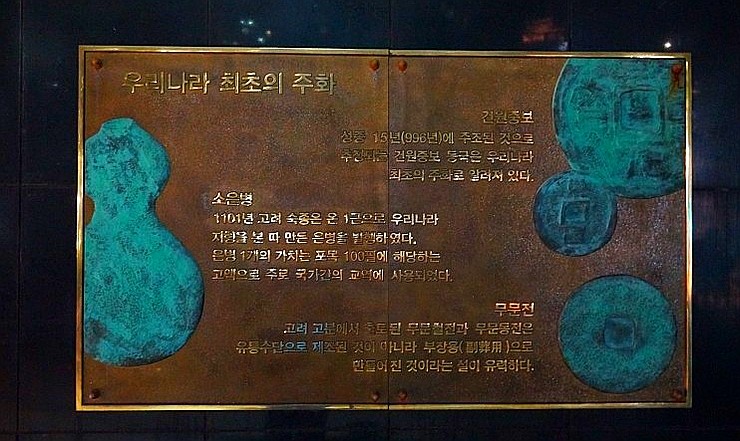 우리나라 최초의 주화
건원중보
성종 15년(996년)에 주조된 것으로
추정되는 건원중보 동국은 우리나라
최초의 주화로 알려져 있다.
소은병
1101년 고려 숙종은 은 1근으로 우리나라
지형을 본 따 만든 은병을 발행하였다.
은병 1개의 가치는 포목 100필에 해당하는
고액으로 주로 국가간의 교역에 사용되었다.
무문전
고려 고분에서 출토된 무문철전과 무문동전은
유통수단으로 제조된 것이 아니라 부장용(副葬用)으로
만들어진 것이라는 설이 유력하다.